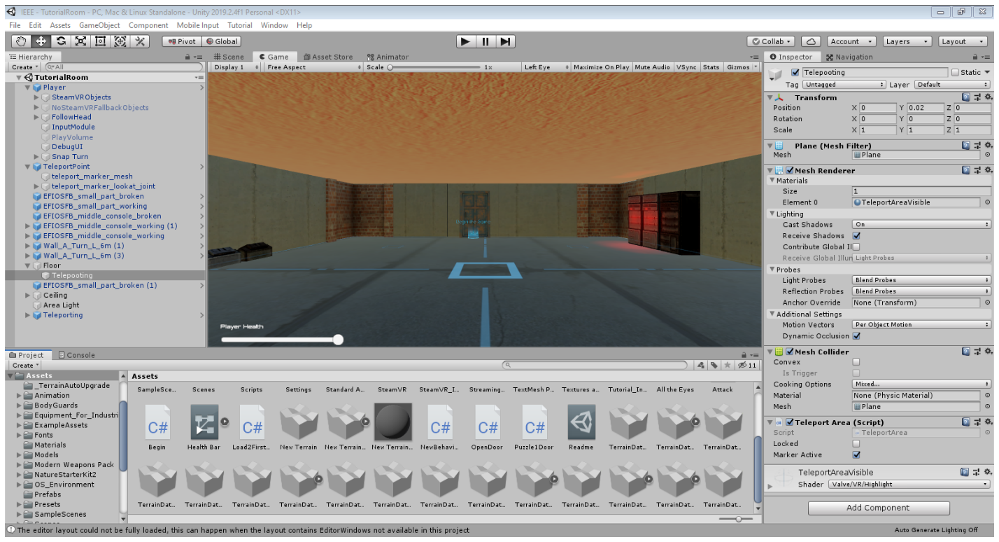 IEEE - TutorialRoom - PC, Mac & Linux Standalone - Unity 2019.2.4f1 Personal <DX11>
File Edit Assets GameObject Component Mobile Input Tutorial Window Help
Pivot Global Collab Account Layers Layout
Hierarchy
Create All
TutorialRoom
Player
SteamVRObjects
NoSteamVRFallbackObjects
FollowHead
InputModule
PlayVolume
DebugUI
Snap Turn
TeleportPoint
teleport_marker_mesh
teleport_marker_lookat_joint
EFIOSFB_small_part_broken
EFIOSFB_small_part_working
EFIOSFB_middle_console_broken
EFIOSFB_middle_console_working (1)
EFIOSFB_middle_console_working
Wall_A_Turn_L_6m (1)
Wall_A_Turn_L_6m (3)
Floor
Telepooting
EFIOSFB_small_part_broken (1)
Ceiling
Area Light
Teleporting
Scene Game Asset Store Animator
Display 1 Free Aspect Scale 1x Left Eye Maximize On Play Mute Audio VSync Stats Gizmos
Begin the Game
Player Health
Inspector Navigation
Telepooting Static
Tag Untagged Layer Default
Transform
Position X 0 Y 0.02 Z 0
Rotation X 0 Y 0 Z 0
Scale X 1 Y 1 Z 1
Plane (Mesh Filter)
Mesh Plane
Mesh Renderer
Materials
Size 1
Element 0 TeleportAreaVisible
Lighting
Cast Shadows On
Receive Shadows
Contribute Global Il
Receive Global Illun Light Probes
Probes
Light Probes Blend Probes
Reflection Probes Blend Probes
Anchor Override None (Transform)
Additional Settings
Motion Vectors Per Object Motion
Dynamic Occlusion
Mesh Collider
Convex
Is Trigger
Cooking Options Mixed...
Material None (Physic Material)
Mesh Plane
Teleport Area (Script)
Script TeleportArea
Locked
Marker Active
TeleportAreaVisible
Shader Valve/VR/Highlight
Add Component
Project Console
Create 11
Assets
_TerrainAutoUpgrade
Animation
BodyGuards
Equipment_For_Industri
ExampleAssets
Fonts
Materials
Models
Modern Weapons Pack
NatureStarterKit2
OS_Environment
Prefabs
Presets
SampleScenes
Assets
SampleSce... Scenes Scripts Settings Standard A... SteamVR SteamVR_I... Streaming... TextMesh P... Textures a... Tutorial_In... All the Eyes Attack
C# C# C# C# C#
Begin Health Bar Load2First... New Terrain New Terrain... New Terrain... NewBehavi... OpenDoor Puzzle1Door Readme TerrainDat... TerrainDat... TerrainDat...
TerrainDat... TerrainDat... TerrainDat... TerrainDat... TerrainDat... TerrainDat... TerrainDat... TerrainDat... TerrainDat... TerrainDat... TerrainDat... TerrainDat... TerrainDat...
The editor layout could not be fully loaded, this can happen when the layout contains EditorWindows not available in this project
Auto Generate Lighting Off